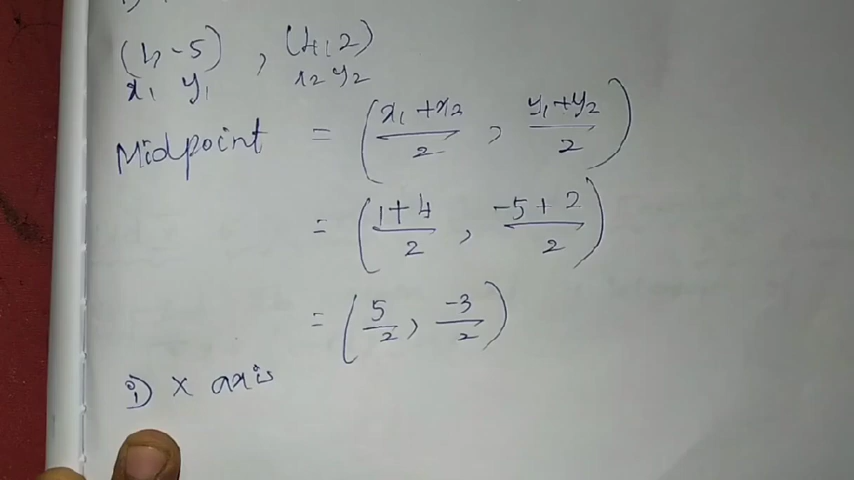 (1, -5) , (4, 2)
x₁ y₁ x₂ y₂
Midpoint = (x₁ + x₂ / 2 , y₁ + y₂ / 2)
= (1 + 4 / 2 , -5 + 2 / 2)
= (5 / 2 , -3 / 2)
i) x axis